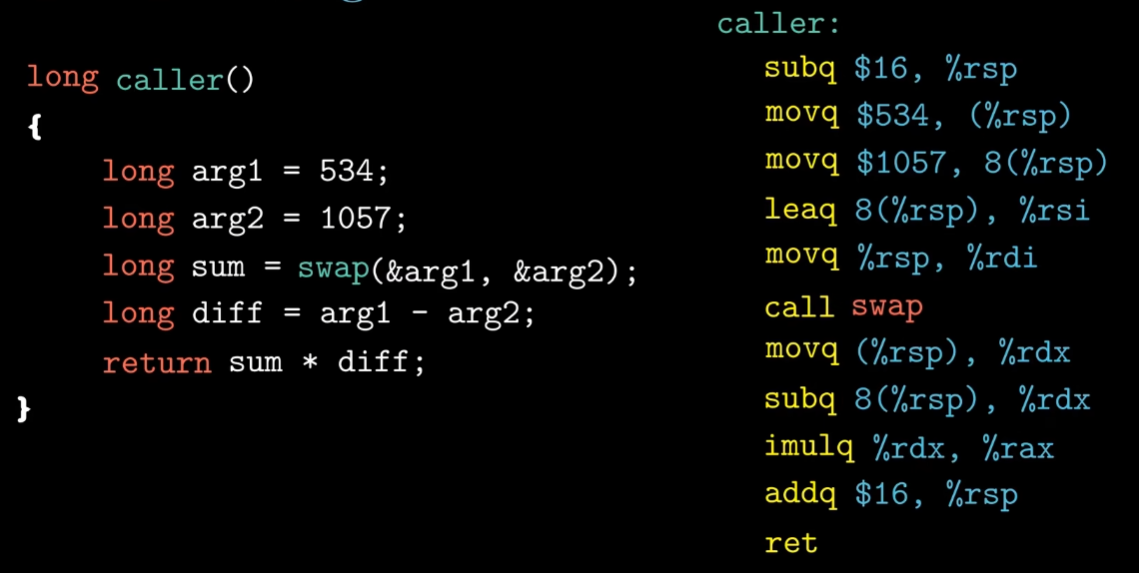 long caller()
{
long arg1 = 534;
long arg2 = 1057;
long sum = swap(&arg1, &arg2);
long diff = arg1 - arg2;
return sum * diff;
}
caller:
subq $16, %rsp
movq $534, (%rsp)
movq $1057, 8(%rsp)
leaq 8(%rsp), %rsi
movq %rsp, %rdi
call swap
movq (%rsp), %rdx
subq 8(%rsp), %rdx
imulq %rdx, %rax
addq $16, %rsp
ret